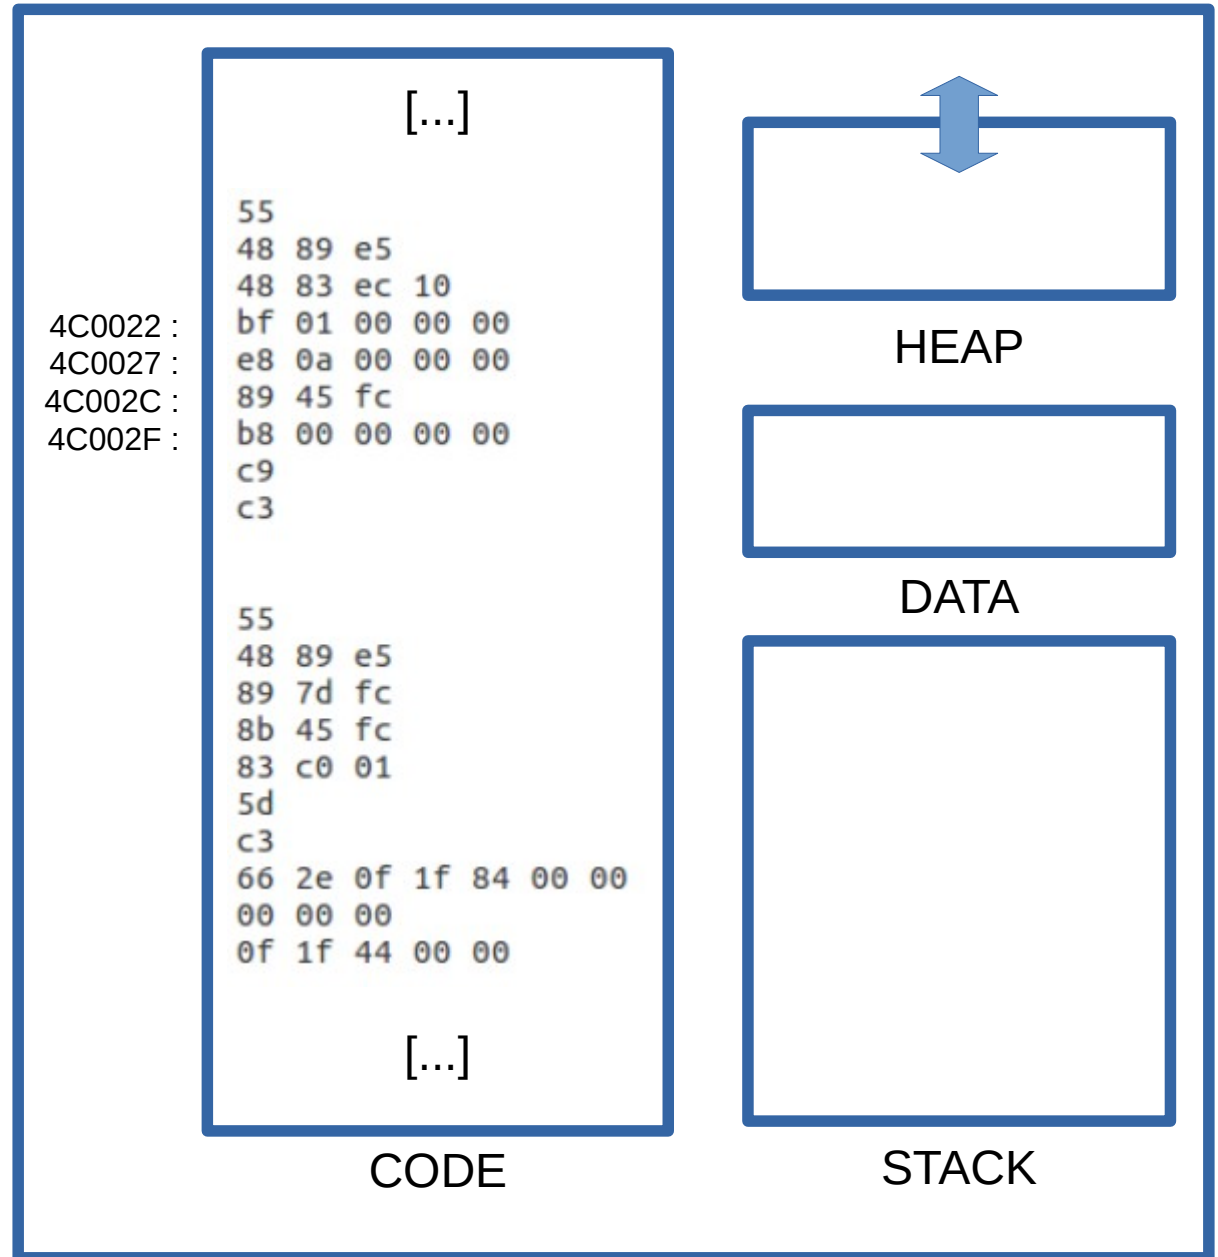 [...]
55
48 89 e5
48 83 ec 10
4C0022 : bf 01 00 00 00
4C0027 : e8 0a 00 00 00
4C002C : 89 45 fc
4C002F : b8 00 00 00 00
c9
c3
55
48 89 e5
89 7d fc
8b 45 fc
83 c0 01
5d
c3
66 2e 0f 1f 84 00 00
00 00 00
0f 1f 44 00 00
[...]
CODE
HEAP
DATA
STACK